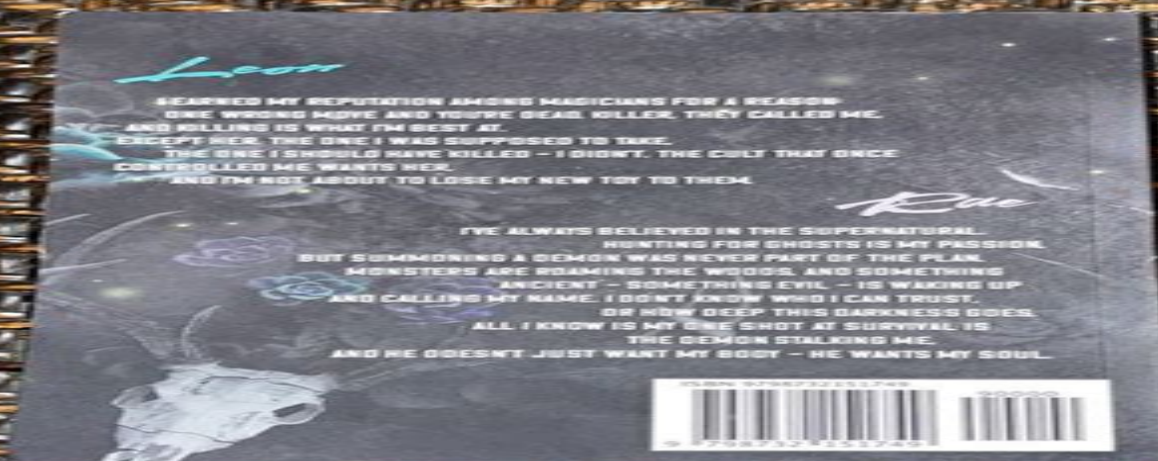 Leon
I EARNED MY REPUTATION AMONG MAGICIANS FOR A REASON.
ONE WRONG MOVE AND YOU'RE DEAD. KILLER, THEY CALLED ME.
AND KILLING IS WHAT I'M BEST AT.
EXCEPT HER. THE ONE I WAS SUPPOSED TO TAKE.
THE ONE I SHOULD HAVE KILLED – I DIDN'T. THE CULT THAT ONCE
CONTROLLED ME WANTS HER.
AND I'M NOT ABOUT TO LOSE MY NEW TOY TO THEM.
Rae
I'VE ALWAYS BELIEVED IN THE SUPERNATURAL.
HUNTING FOR GHOSTS IS MY PASSION,
BUT SUMMONING A DEMON WAS NEVER PART OF THE PLAN.
MONSTERS ARE ROAMING THE WOODS, AND SOMETHING
ANCIENT – SOMETHING EVIL – IS WAKING UP
AND CALLING MY NAME. I DON'T KNOW WHO I CAN TRUST,
OR HOW DEEP THIS DARKNESS GOES.
ALL I KNOW IS MY ONE SHOT AT SURVIVAL IS
THE DEMON STALKING ME.
AND HE DOESN'T JUST WANT MY BODY – HE WANTS MY SOUL.
ISBN 9798732151749
90000
9 798732 151749